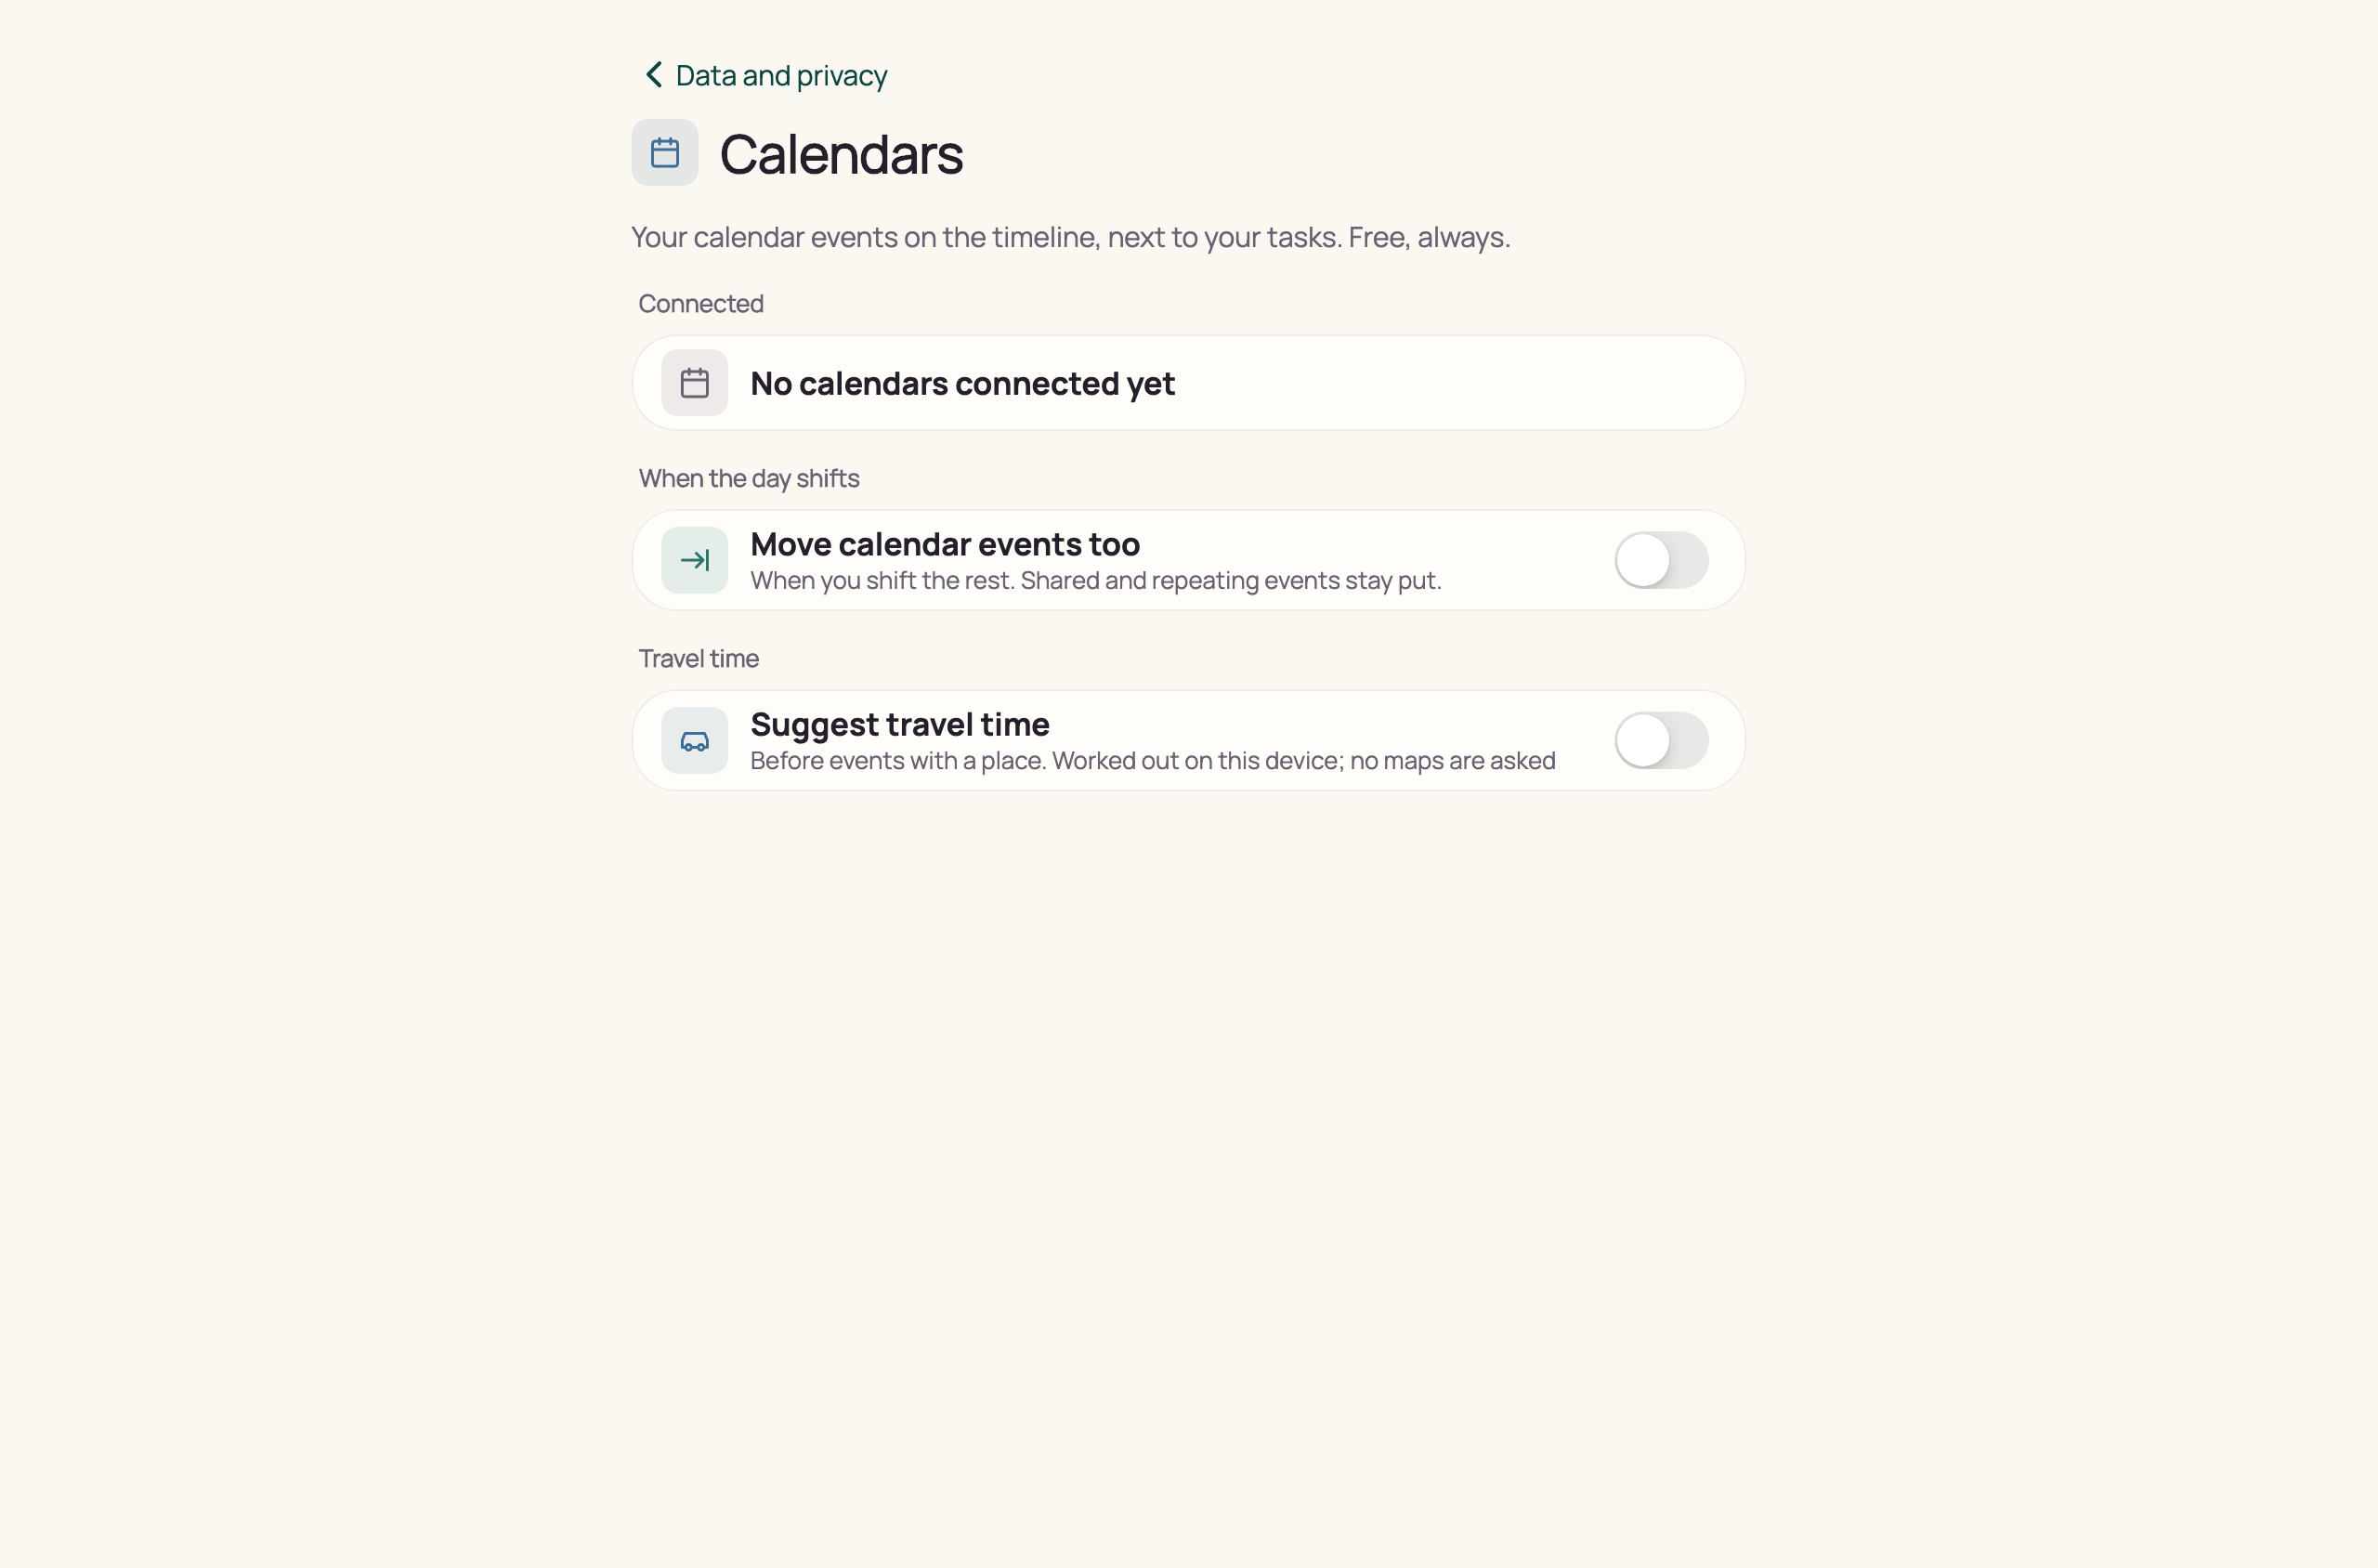 Data and privacy
Calendars
Your calendar events on the timeline, next to your tasks. Free, always.
Connected
No calendars connected yet
When the day shifts
Move calendar events too
When you shift the rest. Shared and repeating events stay put.
Travel time
Suggest travel time
Before events with a place. Worked out on this device; no maps are asked